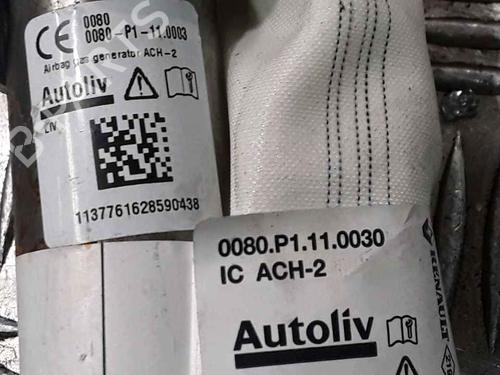 CE 0080
0080-P1-11.0003
Airbag gas generator ACH-2
Autoliv
LIV
1137761628590438
0080.P1.11.0030
IC ACH-2
Autoliv
RENAULT